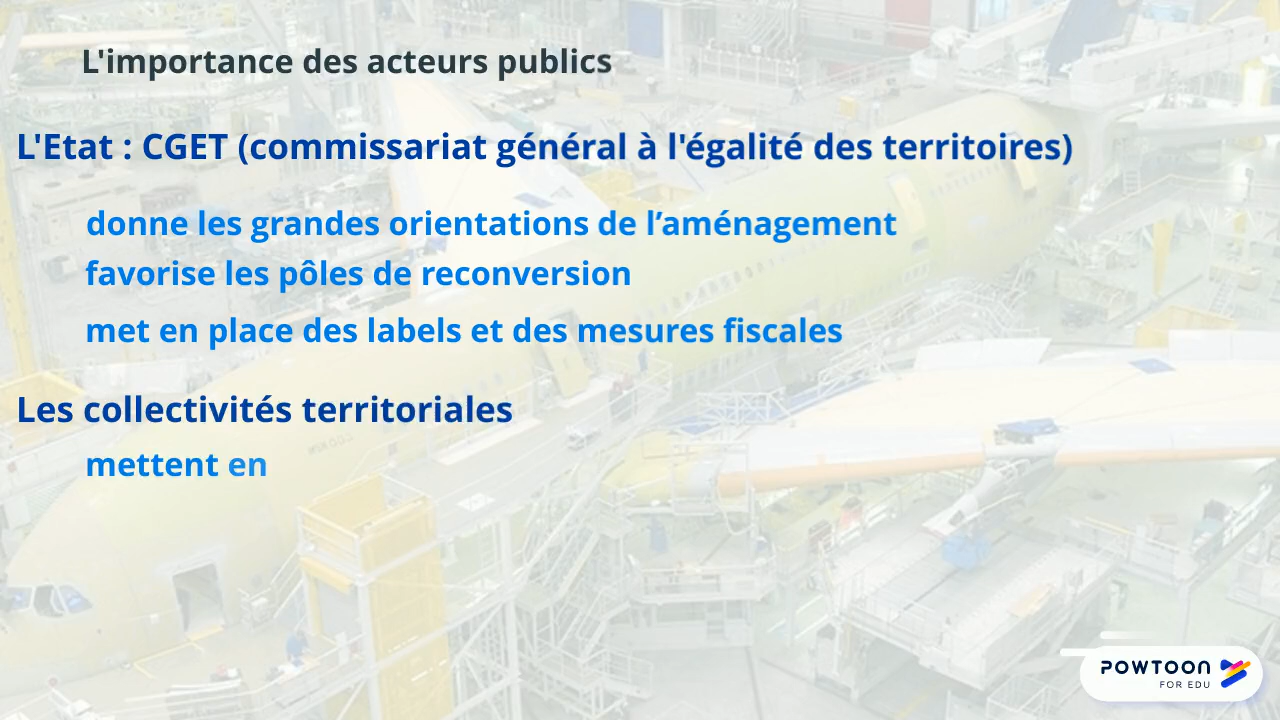 L'importance des acteurs publics
L'Etat : CGET (commissariat général à l'égalité des territoires)
donne les grandes orientations de l’aménagement
favorise les pôles de reconversion
met en place des labels et des mesures fiscales
Les collectivités territoriales
mettent en
POWTOON
FOR EDU